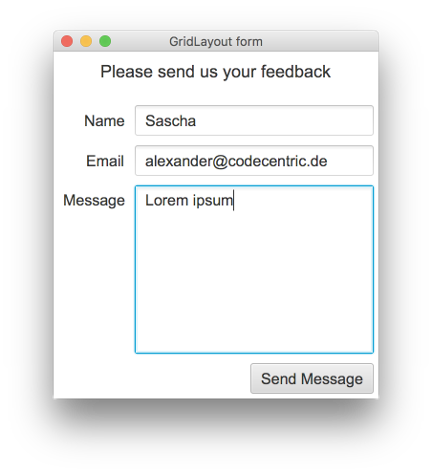 GridLayout form
Please send us your feedback
Name Sascha
Email alexander@codecentric.de
Message Lorem ipsum
Send Message